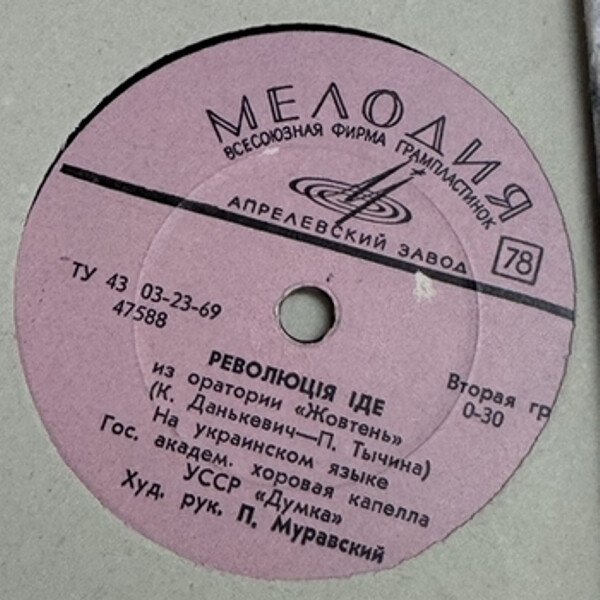 МЕЛОДИЯ
ВСЕСОЮЗНАЯ ФИРМА ГРАМПЛАСТИНОК
АПРЕЛЕВСКИЙ ЗАВОД
78
ТУ 43 03-23-69
47588
Вторая гр
0-30
РЕВОЛЮЦІЯ ІДЕ
из оратории «Жовтень»
(К. Данькевич—П. Тычина)
На украинском языке
Гос. академ. хоровая капелла
УССР «Думка»
Худ. рук. П. Муравский